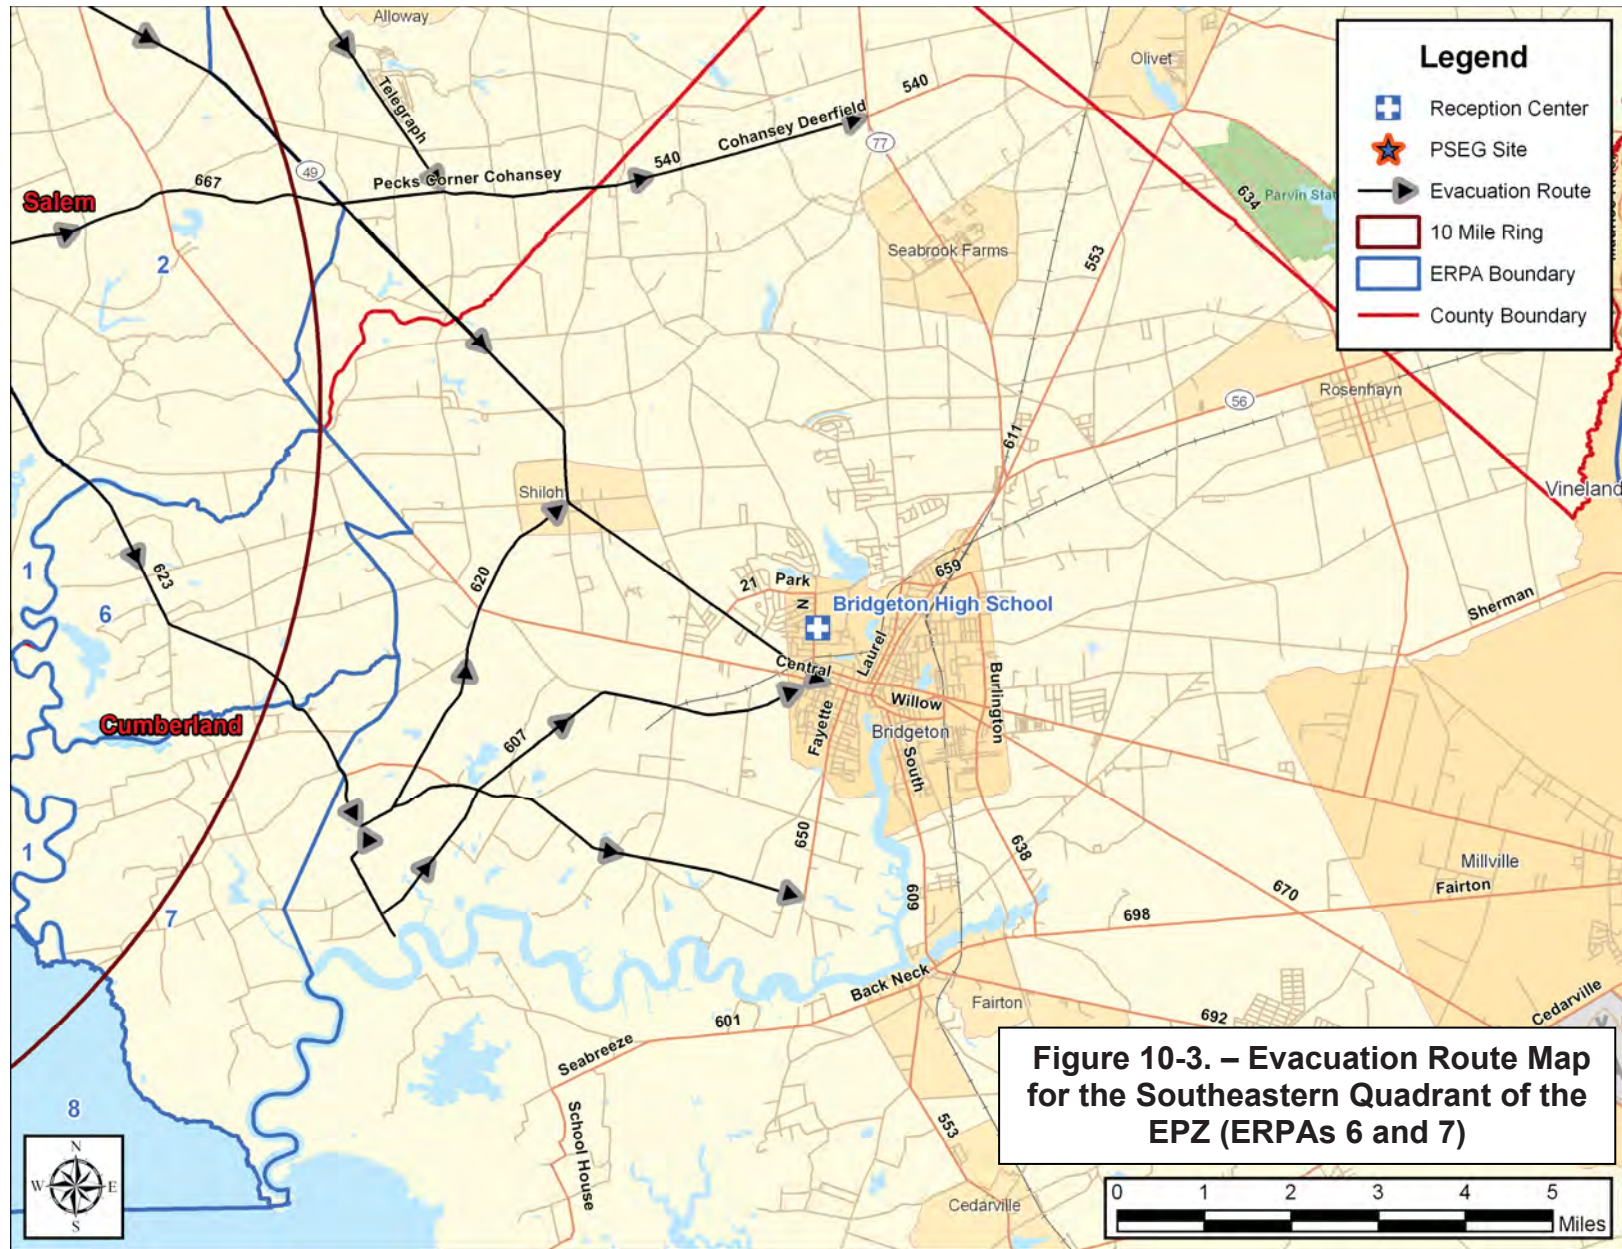 Alloway
Olivet
Legend
Reception Center
PSEG Site
Evacuation Route
10 Mile Ring
ERPA Boundary
County Boundary
Telegraph
540
Cohansey Deerfield
77
49
540
667
Pecks Corner Cohansey
Salem
634
Parvin Sta
2
Seabrook Farms
553
56
Rosenhayn
611
Shiloh
Vineland
1
623
620
21
Park
N
659
6
Bridgeton High School
Sherman
Laurel
Central
Burlington
Willow
Cumberland
Fayette
Bridgeton
607
South
650
638
1
Millville
Fairton
670
609
698
7
Back Neck
Fairton
Cedarville
601
692
Seabreeze
Figure 10-3. – Evacuation Route Map
for the Southeastern Quadrant of the
EPZ (ERPAs 6 and 7)
8
School House
553
N
W
E
S
Cedarville
0 1 2 3 4 5
Miles